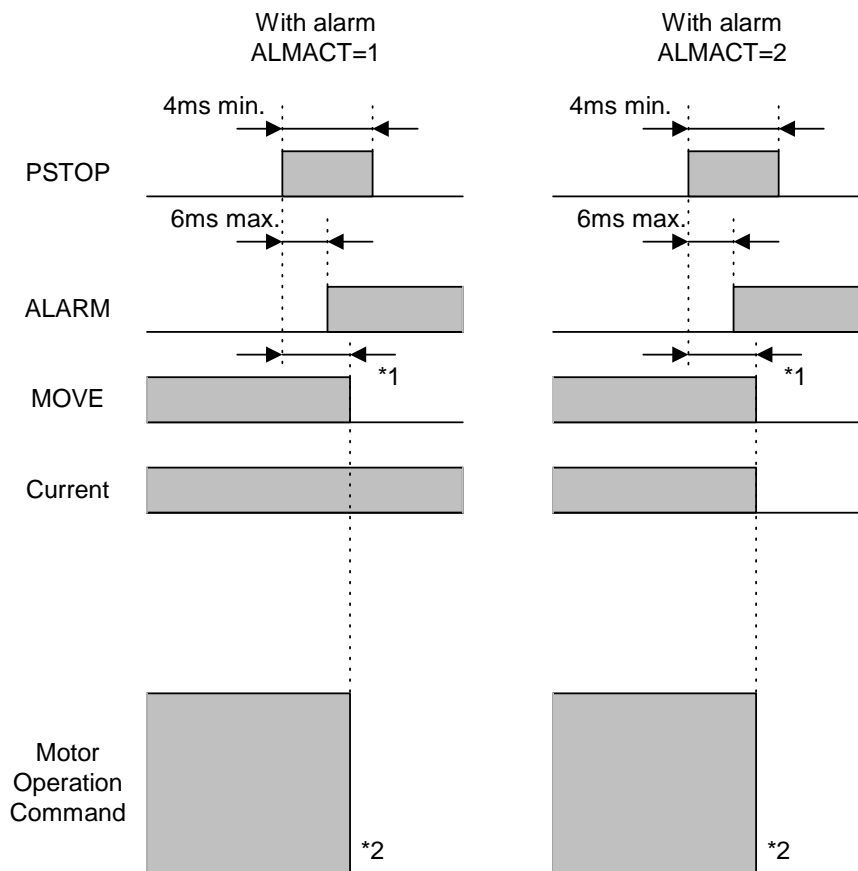 With alarm
ALMACT=1
With alarm
ALMACT=2
4ms min.
4ms min.
PSTOP
6ms max.
6ms max.
ALARM
*1
*1
MOVE
Current
Motor
Operation
Command
*2
*2